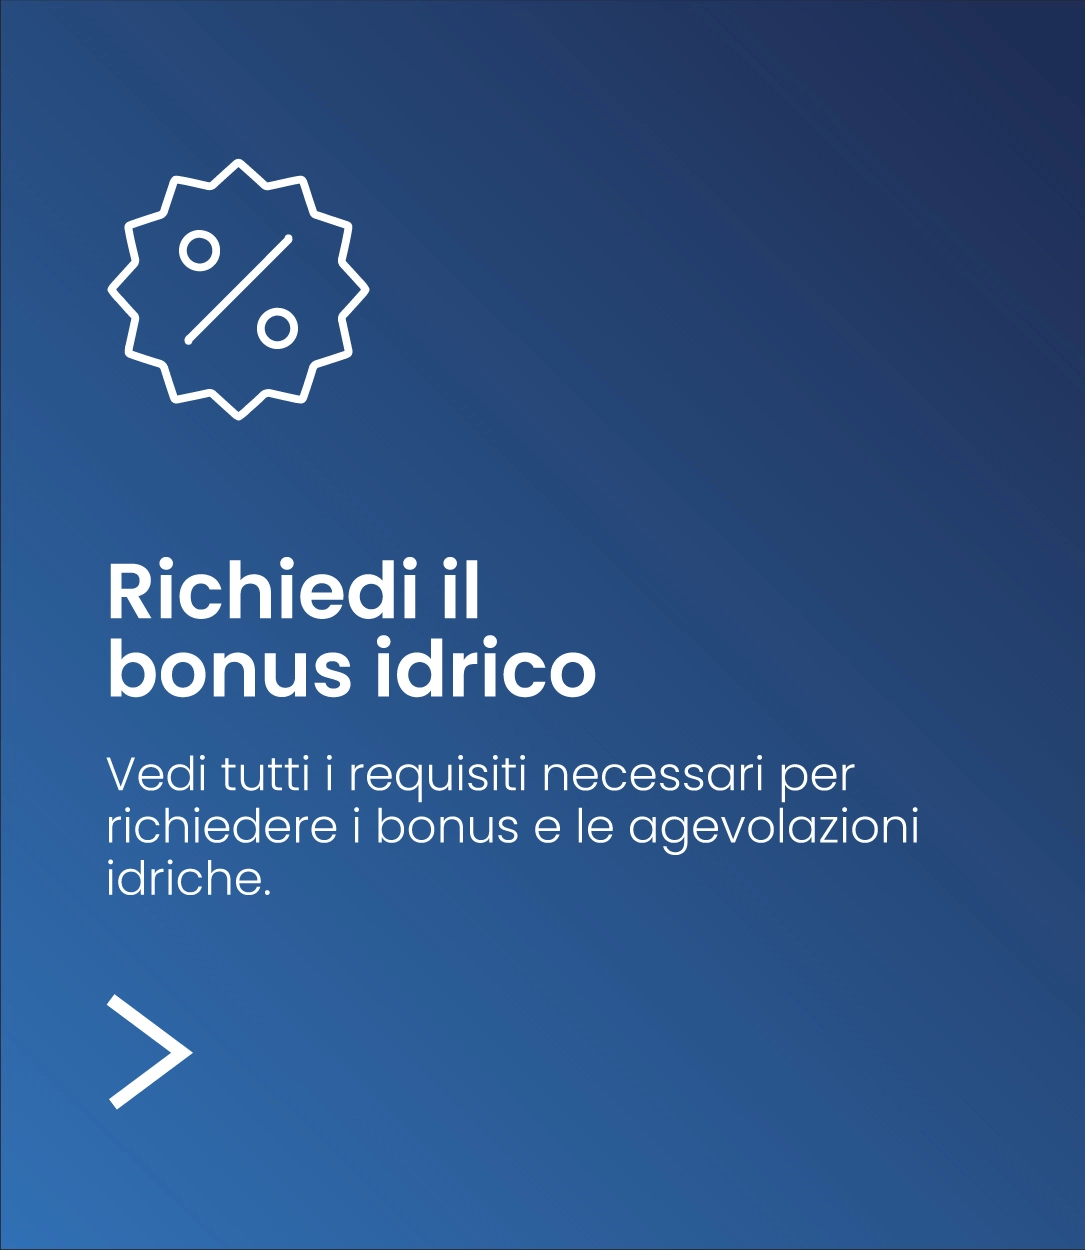 Richiedi il
bonus idrico
Vedi tutti i requisiti necessari per
richiedere i bonus e le agevolazioni
idriche.